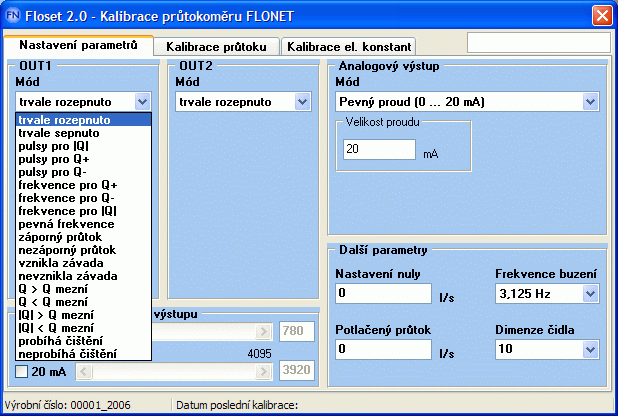 Floset 2.0 - Kalibrace průtokoměru FLONET
Nastavení parametrů
Kalibrace průtoku
Kalibrace el. konstant
OUT1
Mód
trvale rozepnuto
trvale rozepnuto
trvale sepnuto
pulsy pro |Q|
pulsy pro Q+
pulsy pro Q-
frekvence pro Q+
frekvence pro Q-
frekvence pro |Q|
pevná frekvence
záporný průtok
nezáporný průtok
vznikla závada
nevznikla závada
Q > Q mezní
Q < Q mezní
|Q| > Q mezní
|Q| < Q mezní
probíhá čištění
neprobíhá čištění
OUT2
Mód
trvale rozepnuto
Analogový výstup
Mód
Pevný proud (0 ... 20 mA)
Velikost proudu
20 mA
výstupu
780
4095
20 mA
3920
Další parametry
Nastavení nuly
0 l/s
Frekvence buzení
3,125 Hz
Potlačený průtok
0 l/s
Dimenze čidla
10
Výrobní číslo: 00001_2006
Datum poslední kalibrace: